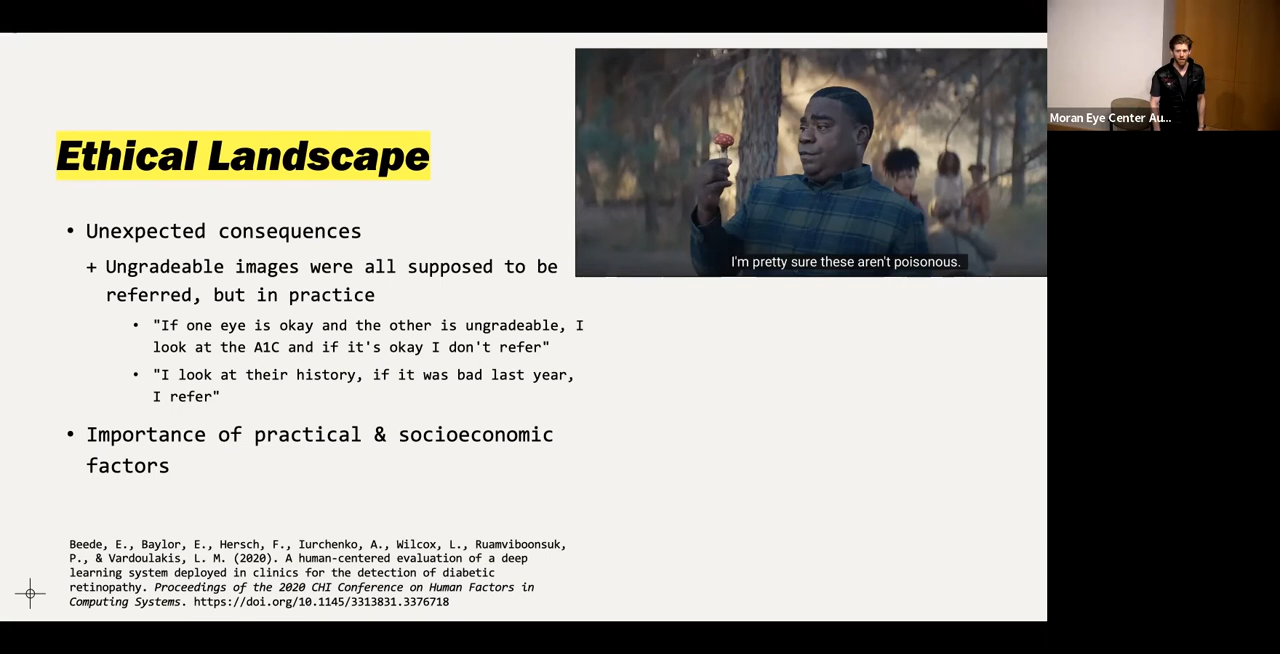 Ethical Landscape
• Unexpected consequences
+ Ungradeable images were all supposed to be
referred, but in practice
• "If one eye is okay and the other is ungradeable, I
look at the A1C and if it's okay I don't refer"
• "I look at their history, if it was bad last year,
I refer"
• Importance of practical & socioeconomic
factors
Beede, E., Baylor, E., Hersch, F., Iurchenko, A., Wilcox, L., Ruamviboonsuk,
P., & Vardoulakis, L. M. (2020). A human-centered evaluation of a deep
learning system deployed in clinics for the detection of diabetic
retinopathy. Proceedings of the 2020 CHI Conference on Human Factors in
Computing Systems. https://doi.org/10.1145/3313831.3376718
I'm pretty sure these aren't poisonous.
Moran Eye Center Au...